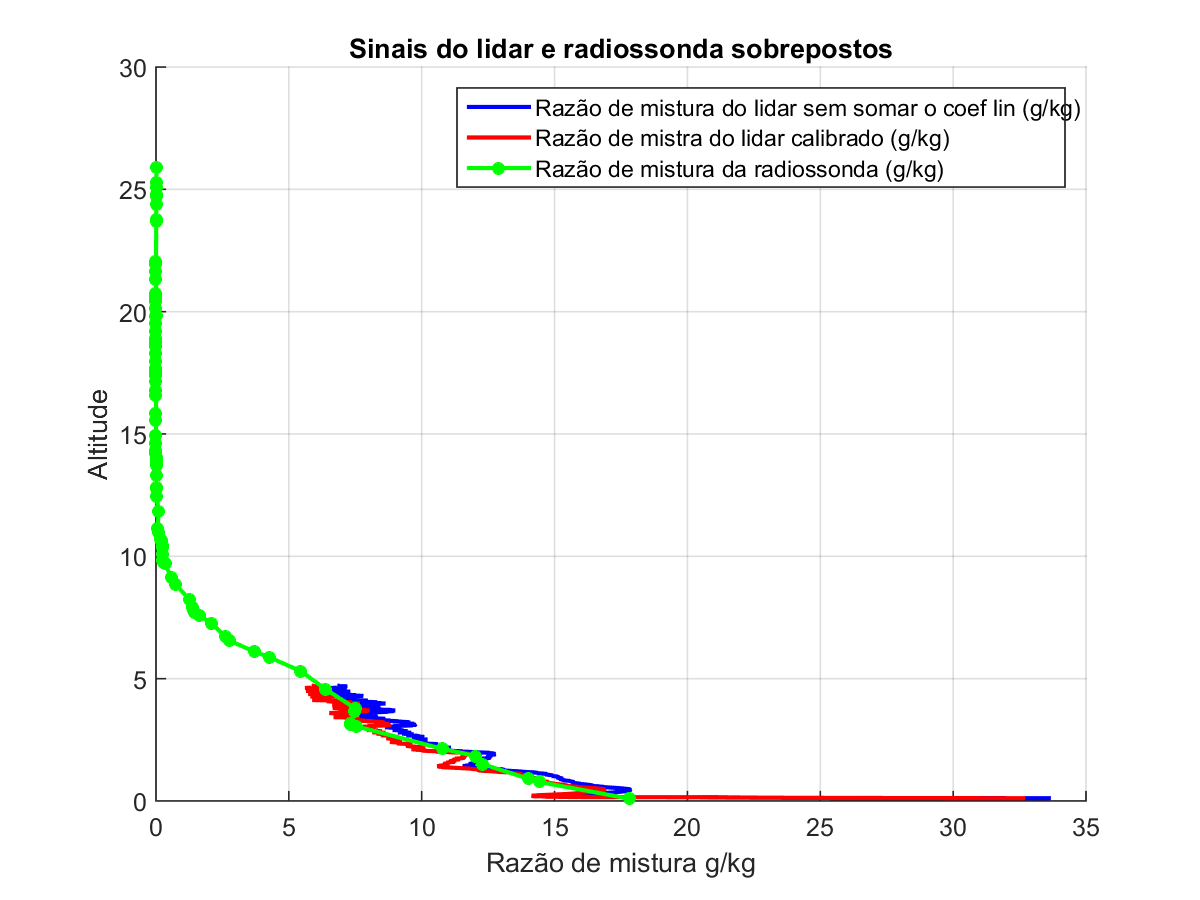 Sinais do lidar e radiossonda sobrepostos
30
Razão de mistura do lidar sem somar o coef lin (g/kg)
Razão de mistra do lidar calibrado (g/kg)
Razão de mistura da radiossonda (g/kg)
25
20
15
10
5
0
Altitude
0 5 10 15 20 25 30 35
Razão de mistura g/kg